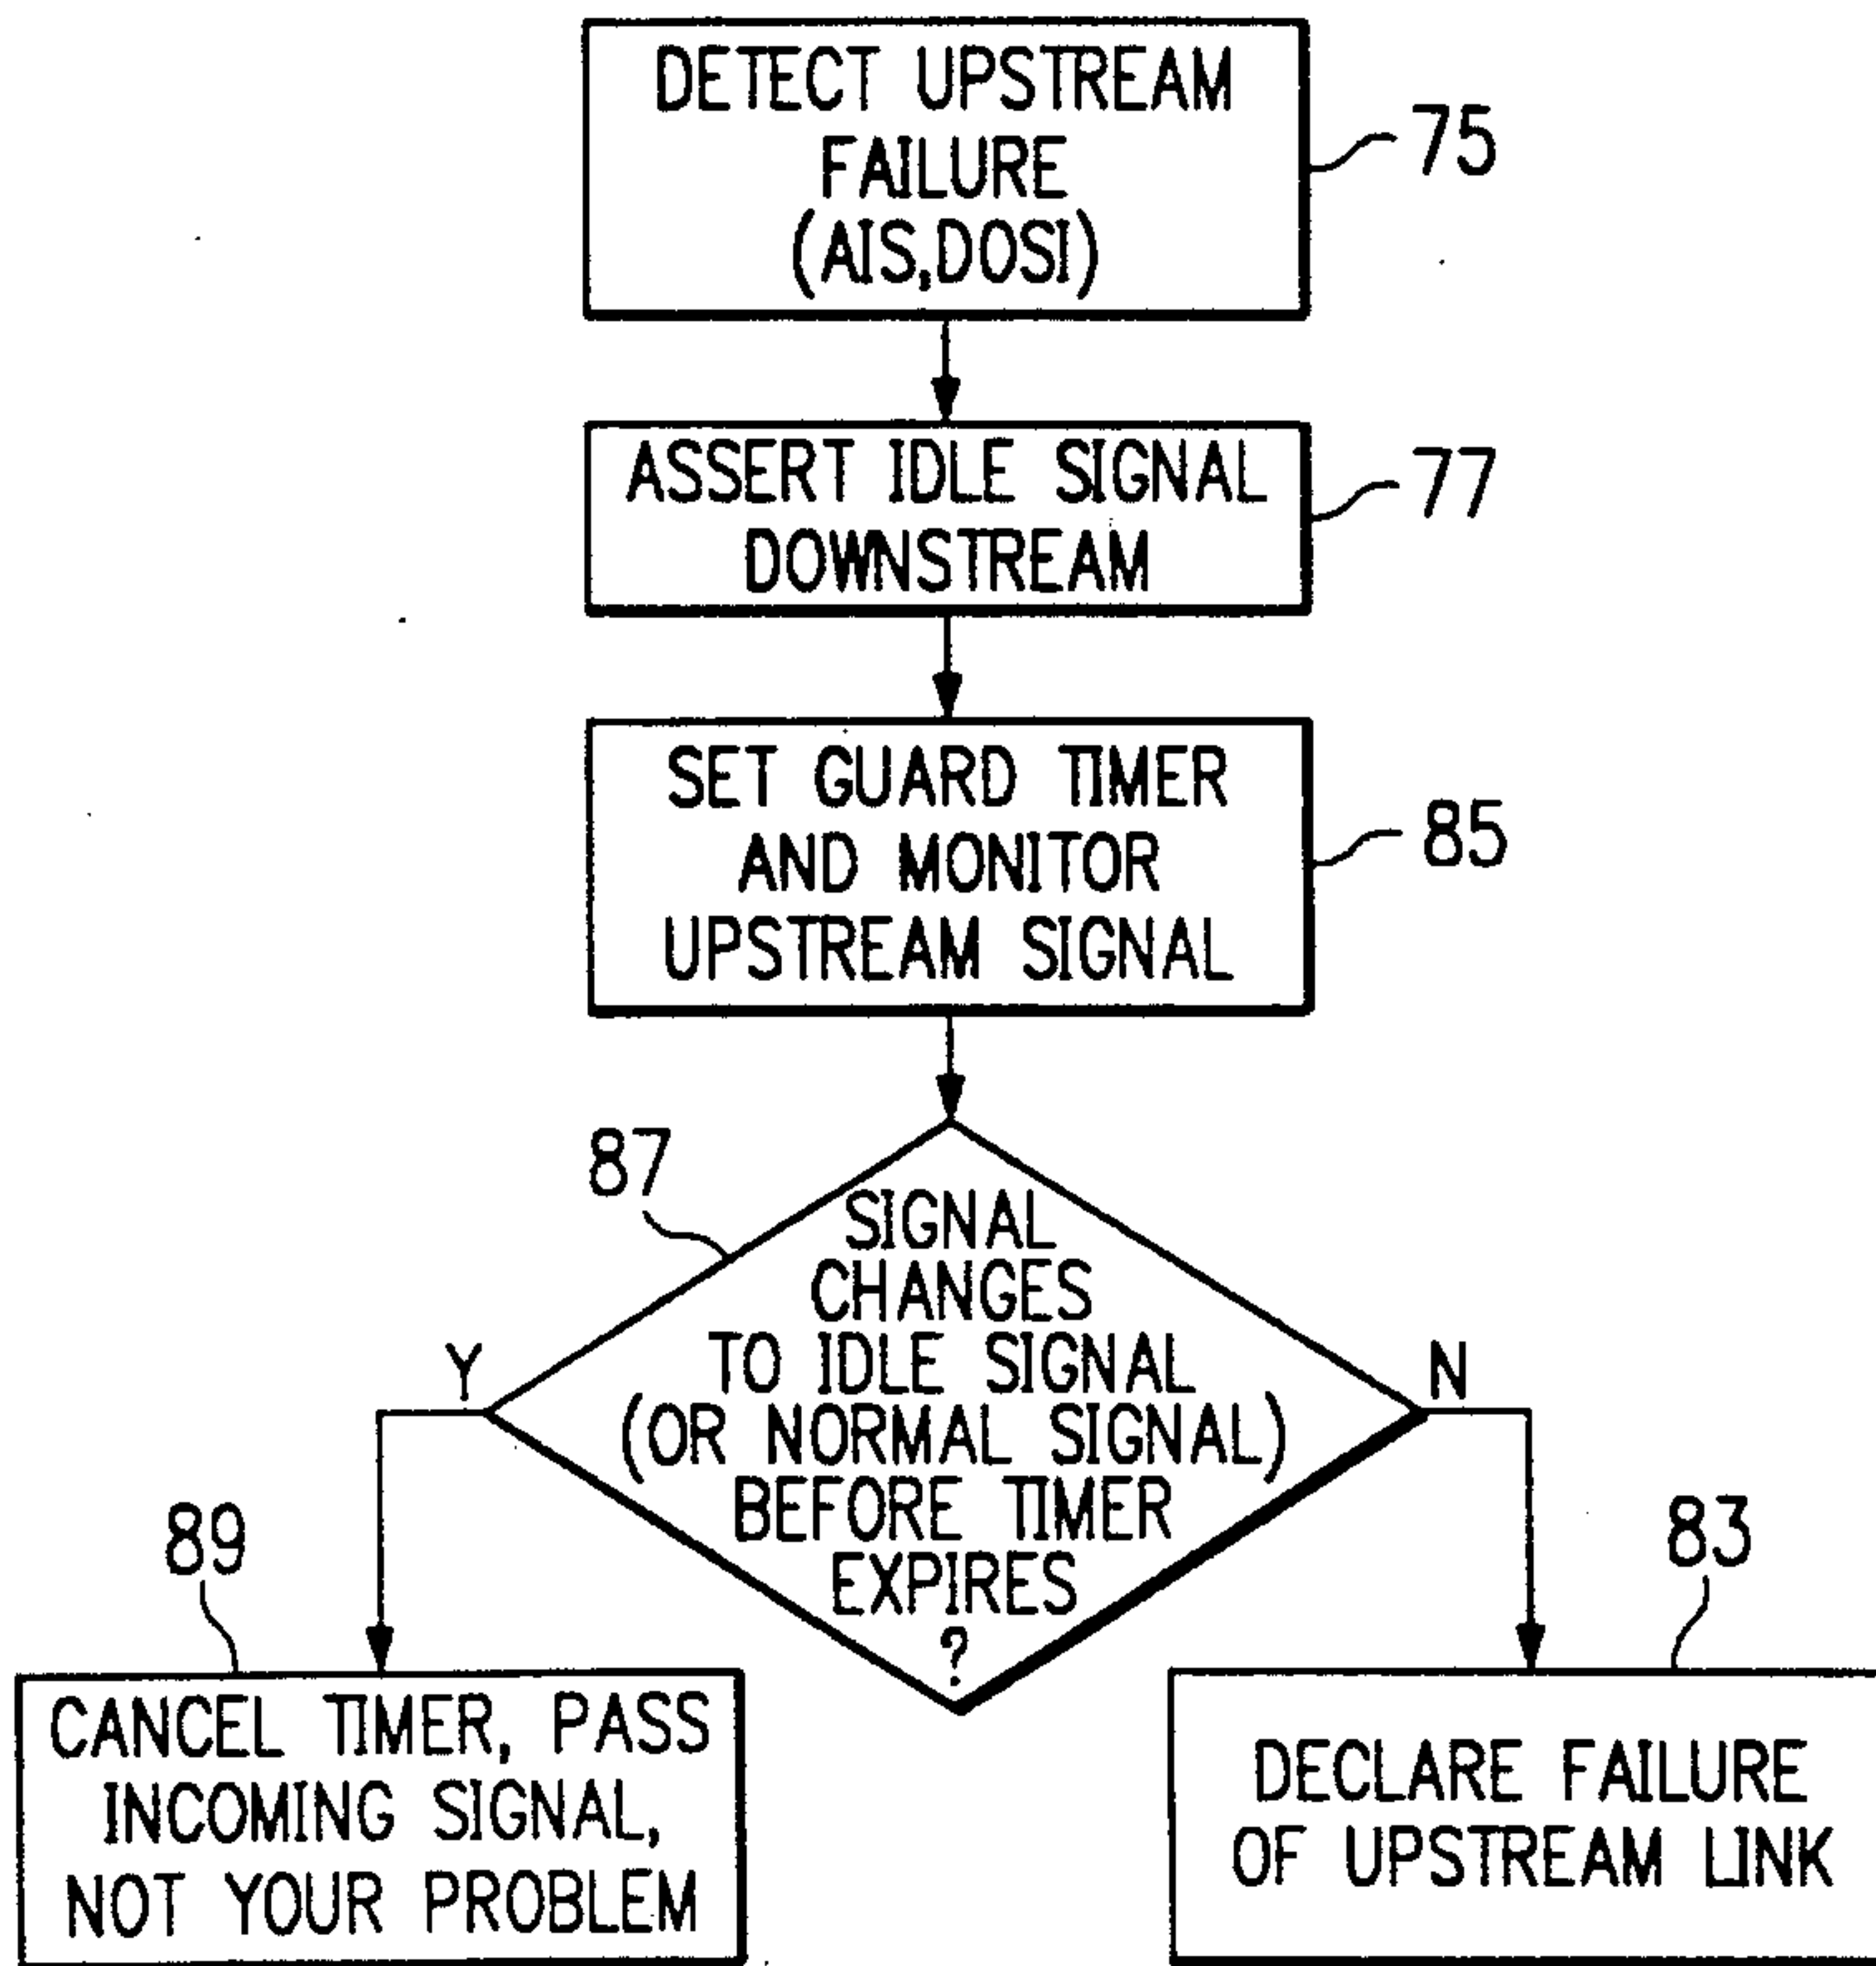 DETECT UPSTREAM
FAILURE
(AIS,DOSI)
75
ASSERT IDLE SIGNAL
DOWNSTREAM
77
SET GUARD TIMER
AND MONITOR
UPSTREAM SIGNAL
85
87
SIGNAL
CHANGES
TO IDLE SIGNAL
(OR NORMAL SIGNAL)
BEFORE TIMER
EXPIRES
?
Y
N
89
CANCEL TIMER, PASS
INCOMING SIGNAL,
NOT YOUR PROBLEM
83
DECLARE FAILURE
OF UPSTREAM LINK